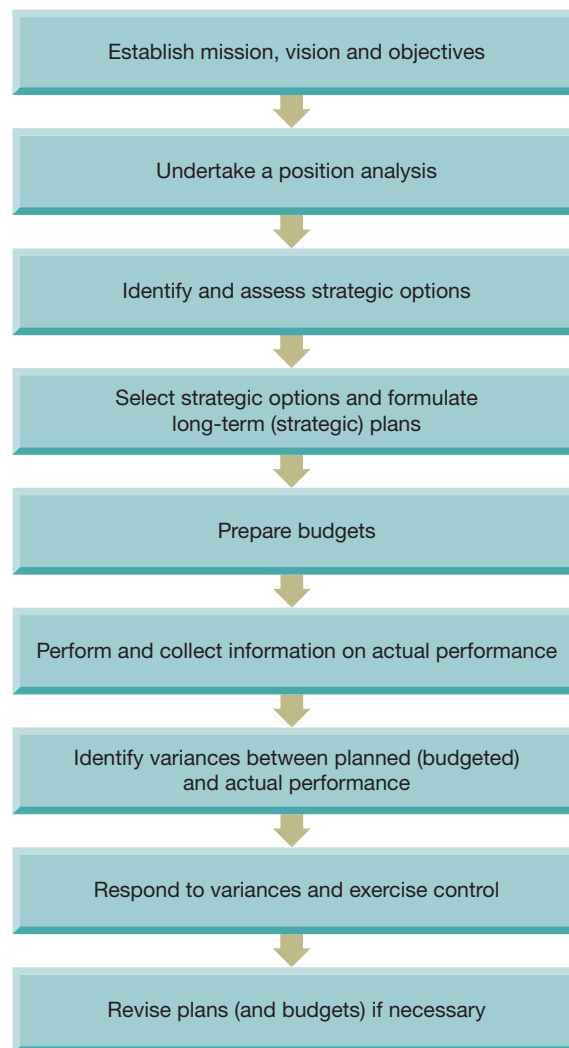 Establish mission, vision and objectives
Undertake a position analysis
Identify and assess strategic options
Select strategic options and formulate
long-term (strategic) plans
Prepare budgets
Perform and collect information on actual performance
Identify variances between planned (budgeted)
and actual performance
Respond to variances and exercise control
Revise plans (and budgets) if necessary